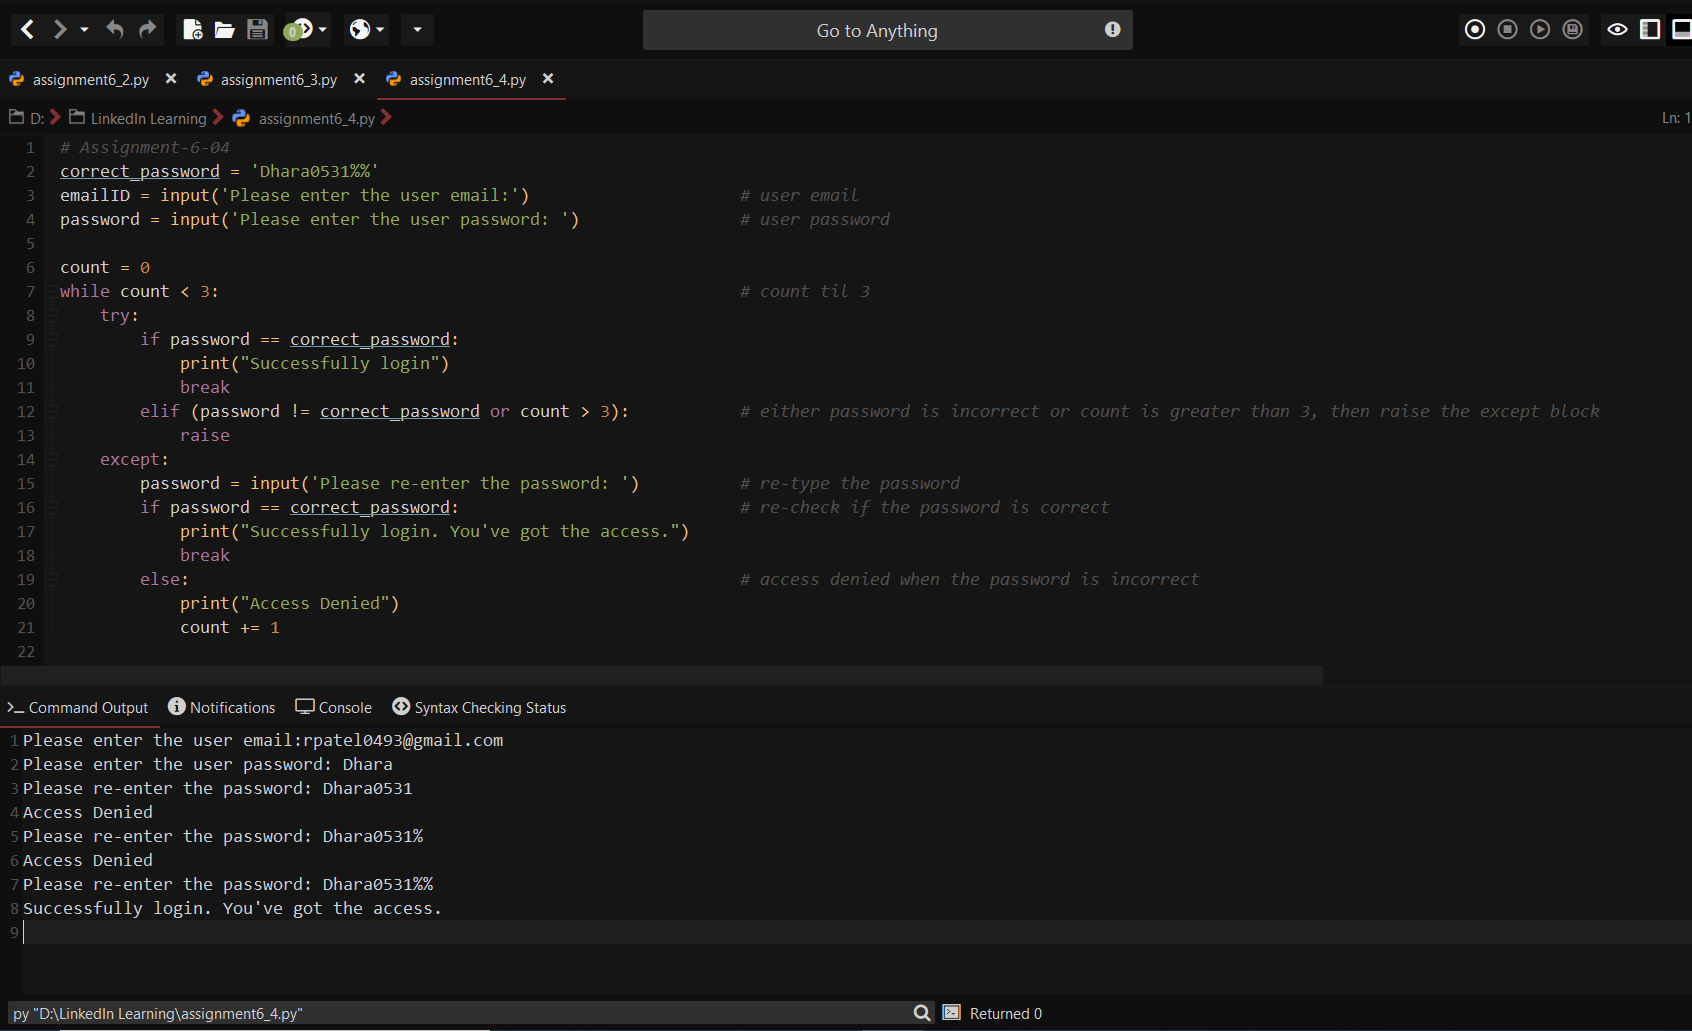 0
Go to Anything
assignment6_2.py × assignment6_3.py × assignment6_4.py ×
D: LinkedIn Learning assignment6_4.py Ln: 1
1 # Assignment-6-04
2 correct_password = 'Dhara0531%%'
3 emailID = input('Please enter the user email:') # user email
4 password = input('Please enter the user password: ') # user password
5
6 count = 0
7 while count < 3: # count til 3
8 try:
9 if password == correct_password:
10 print("Successfully login")
11 break
12 elif (password != correct_password or count > 3): # either password is incorrect or count is greater than 3, then raise the except block
13 raise
14 except:
15 password = input('Please re-enter the password: ') # re-type the password
16 if password == correct_password: # re-check if the password is correct
17 print("Successfully login. You've got the access.")
18 break
19 else: # access denied when the password is incorrect
20 print("Access Denied")
21 count += 1
22
Command Output Notifications Console Syntax Checking Status
1 Please enter the user email:rpatel0493@gmail.com
2 Please enter the user password: Dhara
3 Please re-enter the password: Dhara0531
4 Access Denied
5 Please re-enter the password: Dhara0531%
6 Access Denied
7 Please re-enter the password: Dhara0531%%
8 Successfully login. You've got the access.
9
py "D:\LinkedIn Learning\assignment6_4.py" Returned 0